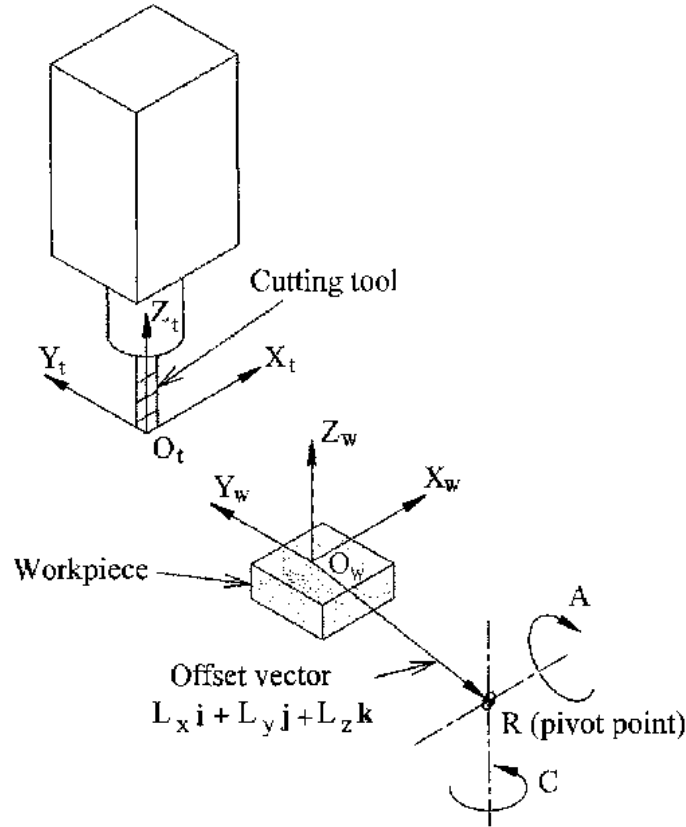 Cutting tool
Z_t
Y_t
X_t
O_t
Z_w
Y_w
X_w
O_w
Workpiece
A
Offset vector
L_x i + L_y j + L_z k
R (pivot point)
C